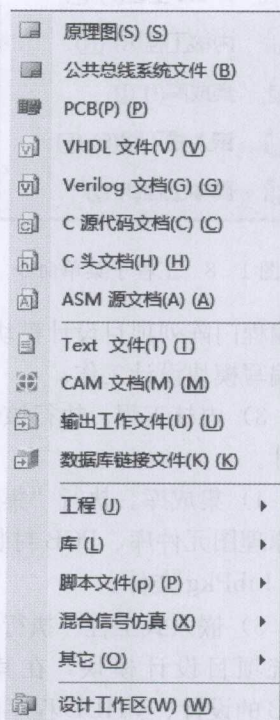 原理图(S) (S)
公共总线系统文件 (B)
PCB(P) (P)
VHDL 文件(V) (V)
Verilog 文档(G) (G)
C 源代码文档(C) (C)
C 头文档(H) (H)
ASM 源文档(A) (A)
Text 文件(T) (T)
CAM 文档(M) (M)
输出工作文件(U) (U)
数据库链接文件(K) (K)
工程 (J)
库 (L)
脚本文件(p) (P)
混合信号仿真 (X)
其它 (O)
设计工作区(W) (W)